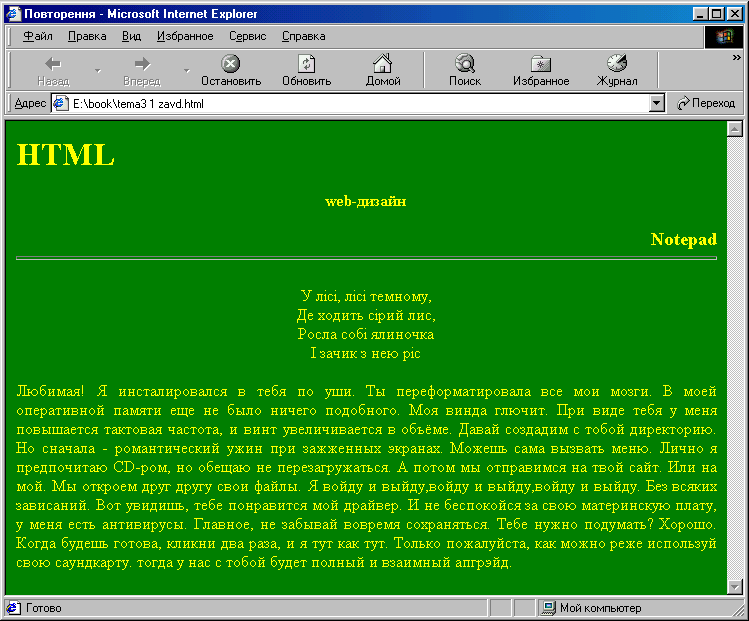 Повторення - Microsoft Internet Explorer
Файл Правка Вид Избранное Сервис Справка
Назад Вперед Остановить Обновить Домой Поиск Избранное Журнал »
Адрес E:\book\tema3 1 zavd.html Переход
HTML
web-дизайн
Notepad
У лісі, лісі темному,
Де ходить сірий лис,
Росла собі ялиночка
І зачик з нею ріс
Любимая! Я инсталировался в тебя по уши. Ты переформатировала все мои мозги. В моей
оперативной памяти еще не было ничего подобного. Моя винда глючит. При виде тебя у меня
повышается тактовая частота, и винт увеличивается в объёме. Давай создадим с тобой директорию.
Но сначала - романтический ужин при зажженных экранах. Можешь сама вызвать меню. Лично я
предпочитаю CD-ром, но обещаю не перезагружаться. А потом мы отправимся на твой сайт. Или на
мой. Мы откроем друг другу свои файлы. Я войду и выйду,войду и выйду,войду и выйду. Без всяких
зависаний. Вот увидишь, тебе понравится мой драйвер. И не беспокойся за свою материнскую плату,
у меня есть антивирусы. Главное, не забывай вовремя сохраняться. Тебе нужно подумать? Хорошо.
Когда будешь готова, кликни два раза, и я тут как тут. Только пожалуйста, как можно реже используй
свою саундкарту. тогда у нас с тобой будет полный и взаимный апгрэйд.
Готово Мой компьютер